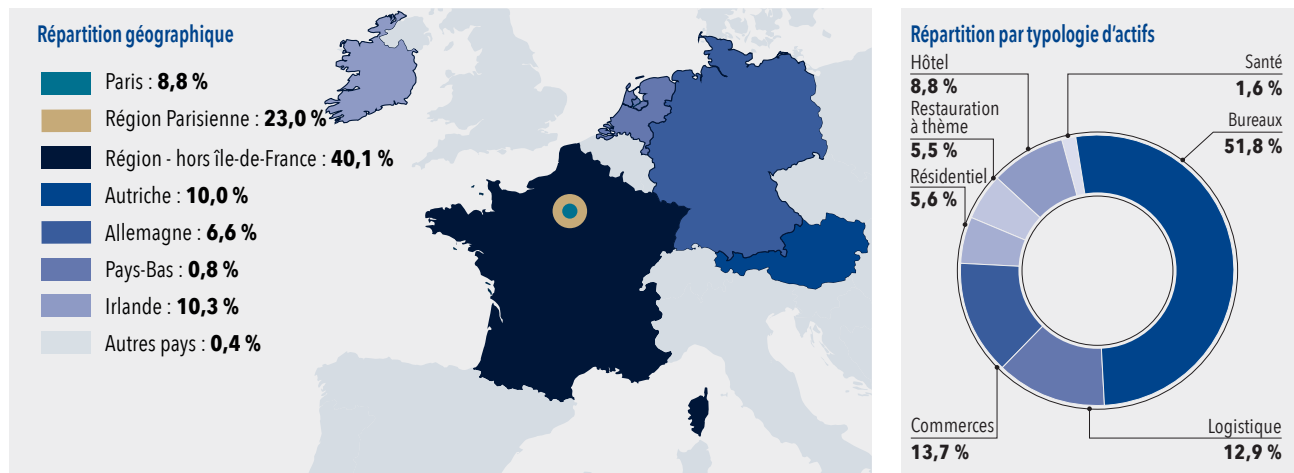 Répartition géographique
Paris : 8,8 %
Région Parisienne : 23,0 %
Région - hors île-de-France : 40,1 %
Autriche : 10,0 %
Allemagne : 6,6 %
Pays-Bas : 0,8 %
Irlande : 10,3 %
Autres pays : 0,4 %
Répartition par typologie d'actifs
Hôtel
8,8 %
Santé
1,6 %
Restauration
à thème
5,5 %
Bureaux
51,8 %
Résidentiel
5,6 %
Commerces
13,7 %
Logistique
12,9 %